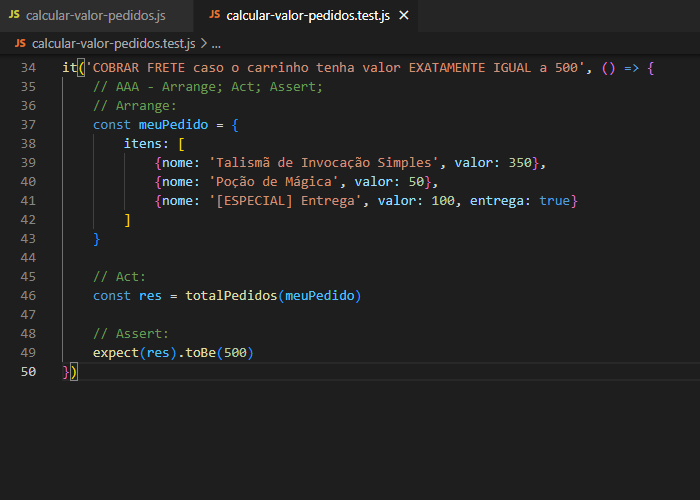 JS calcular-valor-pedidos.js
JS calcular-valor-pedidos.test.js ×
JS calcular-valor-pedidos.test.js > ...
34 it('COBRAR FRETE caso o carrinho tenha valor EXATAMENTE IGUAL a 500', () => {
35 // AAA - Arrange; Act; Assert;
36 // Arrange:
37 const meuPedido = {
38 itens: [
39 {nome: 'Talismã de Invocação Simples', valor: 350},
40 {nome: 'Poção de Mágica', valor: 50},
41 {nome: '[ESPECIAL] Entrega', valor: 100, entrega: true}
42 ]
43 }
44
45 // Act:
46 const res = totalPedidos(meuPedido)
47
48 // Assert:
49 expect(res).toBe(500)
50 })